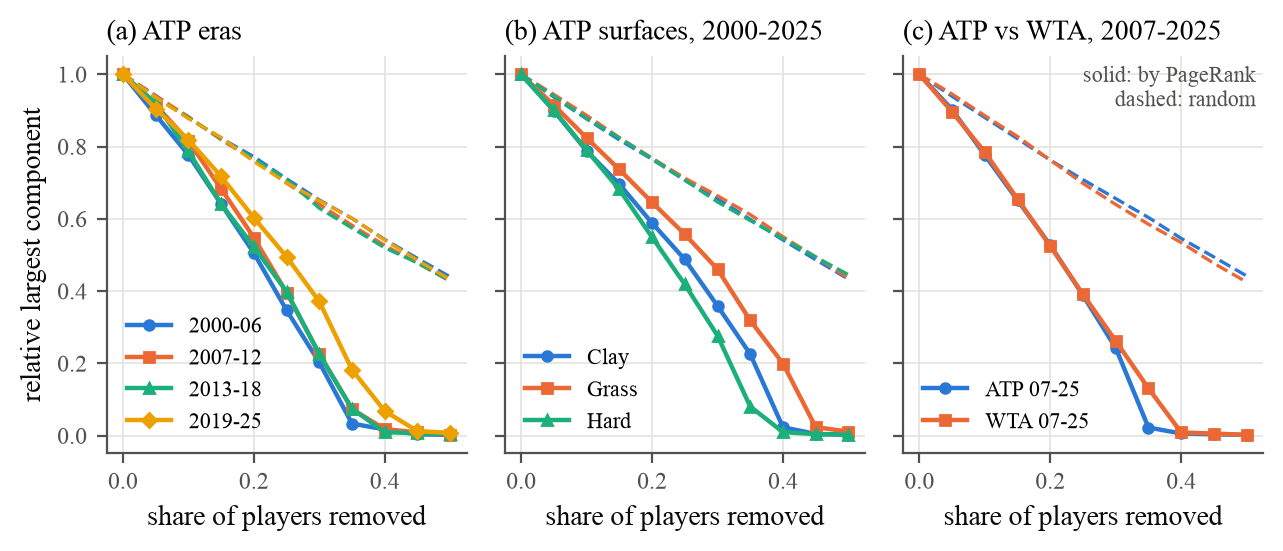 (a) ATP eras
(b) ATP surfaces, 2000-2025
(c) ATP vs WTA, 2007-2025
relative largest component
1.0
0.8
0.6
0.4
0.2
0.0
2000-06
2007-12
2013-18
2019-25
0.0 0.2 0.4
share of players removed
Clay
Grass
Hard
0.0 0.2 0.4
share of players removed
solid: by PageRank
dashed: random
ATP 07-25
WTA 07-25
0.0 0.2 0.4
share of players removed